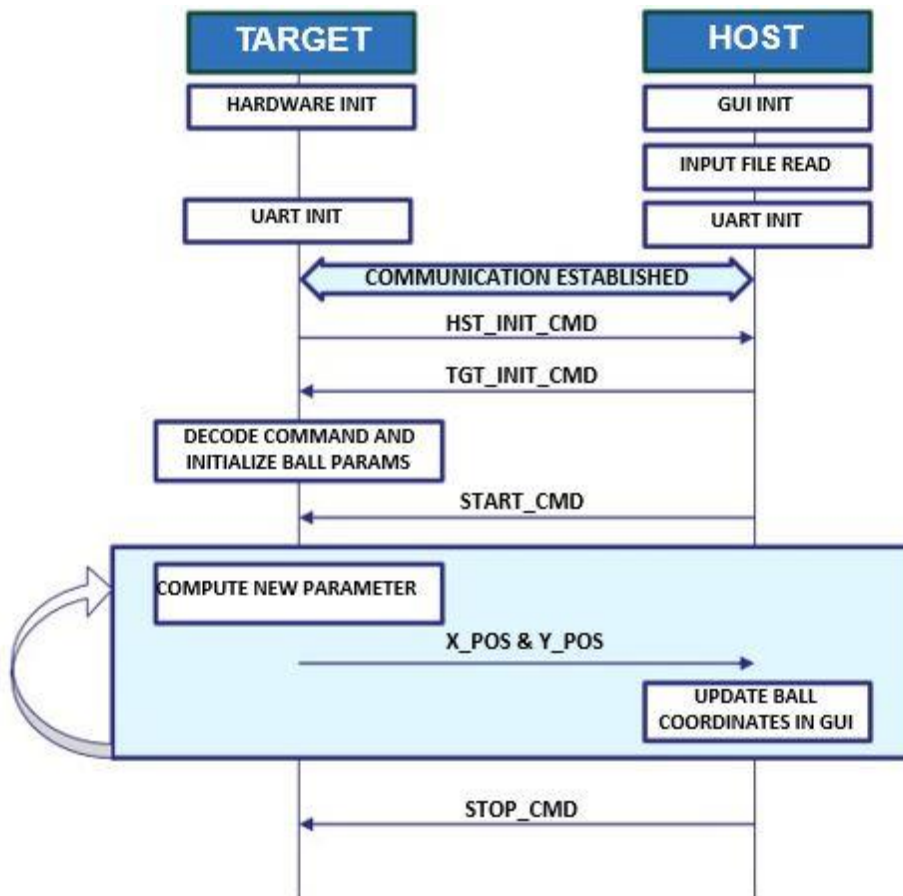 TARGET
HOST
HARDWARE INIT
GUI INIT
INPUT FILE READ
UART INIT
UART INIT
COMMUNICATION ESTABLISHED
HST_INIT_CMD
TGT_INIT_CMD
DECODE COMMAND AND
INITIALIZE BALL PARAMS
START_CMD
COMPUTE NEW PARAMETER
X_POS & Y_POS
UPDATE BALL
COORDINATES IN GUI
STOP_CMD